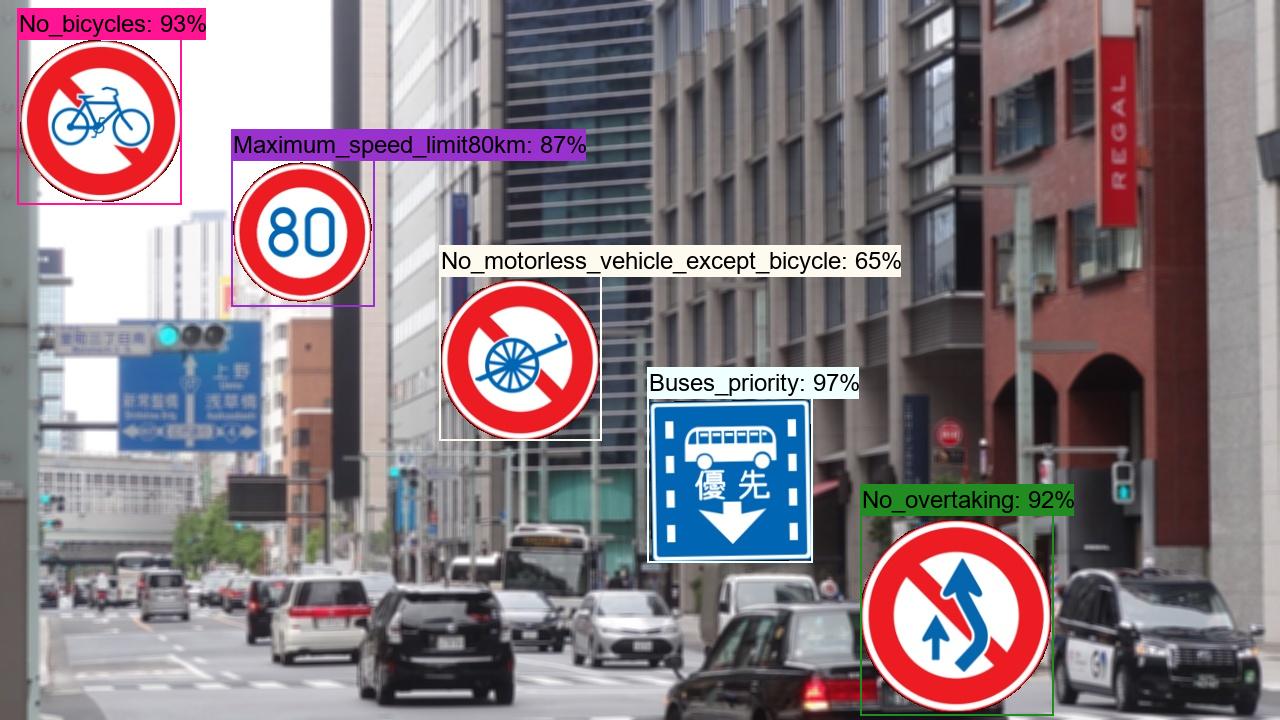 No_bicycles: 93%
Maximum_speed_limit80km: 87%
80
REGAL
No_motorless_vehicle_except_bicycle: 65%
上野
Ueno
浅草橋
Buses_priority: 97%
優先
No_overtaking: 92%